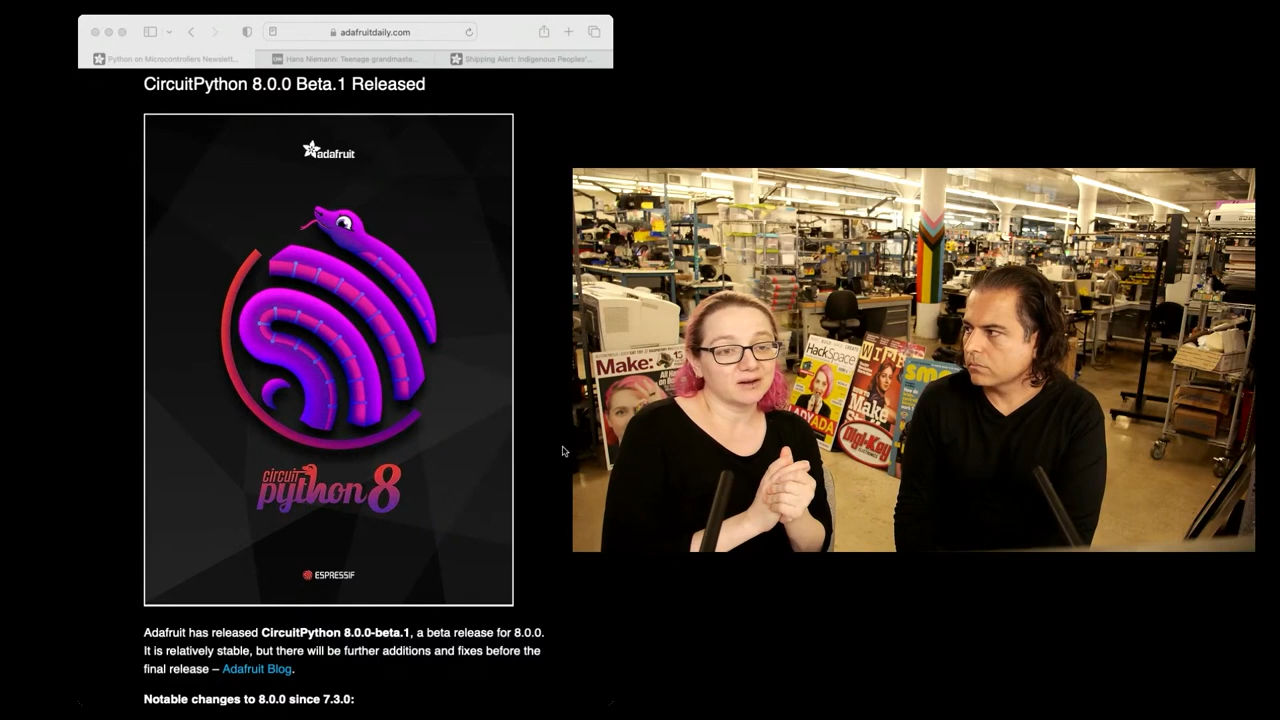 adafruitdaily.com
Python on Microcontrollers Newslett...
Hans Niemann: Teenage grandmaste...
Shipping Alert: Indigenous Peoples'...
CircuitPython 8.0.0 Beta.1 Released
adafruit
circuit
python 8
ESPRESSIF
Adafruit has released CircuitPython 8.0.0-beta.1, a beta release for 8.0.0.
It is relatively stable, but there will be further additions and fixes before the
final release – Adafruit Blog.
Notable changes to 8.0.0 since 7.3.0:
Make:
HackSpace
LADYADA
Digi-Key
ELECTRONICS